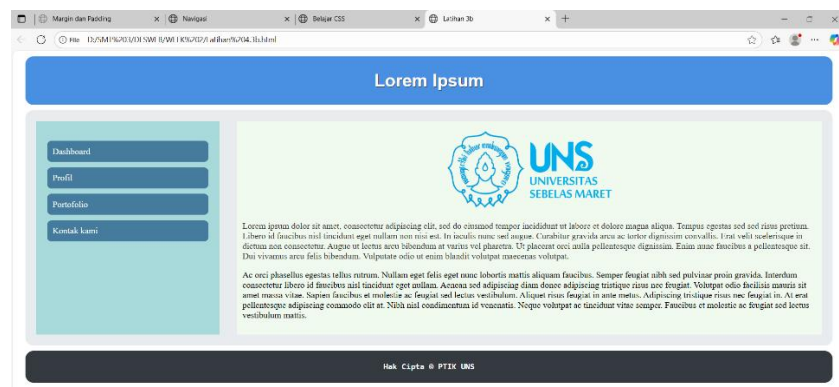 Margin dan Padding
Navigasi
Belajar CSS
Latihan 3b
File
Lorem Ipsum
Dashboard
Profil
Portofolio
Kontak kami
UNS
UNIVERSITAS
SEBELAS MARET
Lorem ipsum dolor sit amet, consectetur adipiscing elit, sed do eiusmod tempor incididunt ut labore et dolore magna aliqua. Tempus egestas sed sed risus pretium.
Libero id faucibus nisl tincidunt eget nullam non nisi est. In iaculis nunc sed augue. Curabitur gravida arcu ac tortor dignissim convallis. Erat velit scelerisque in
dictum non consectetur. Augue ut lectus arcu bibendum at varius vel pharetra. Ut placerat orci nulla pellentesque dignissim. Enim nunc faucibus a pellentesque sit.
Dui vivamus arcu felis bibendum. Vulputate odio ut enim blandit volutpat maecenas volutpat.
Ac orci phasellus egestas tellus rutrum. Nullam eget felis eget nunc lobortis mattis aliquam faucibus. Semper feugiat nibh sed pulvinar proin gravida. Interdum
consectetur libero id faucibus nisl tincidunt eget nullam. Aenean sed adipiscing diam donec adipiscing tristique risus nec feugiat. Volutpat odio facilisis mauris sit
amet massa vitae. Sapien faucibus et molestie ac feugiat sed lectus vestibulum. Aliquet risus feugiat in ante metus. Adipiscing tristique risus nec feugiat in. At erat
pellentesque adipiscing commodo elit at. Nibh nisl condimentum id venenatis. Neque volutpat ac tincidunt vitae semper. Faucibus et molestie ac feugiat sed lectus
vestibulum mattis.
Hak Cipta @ PTIK UNS